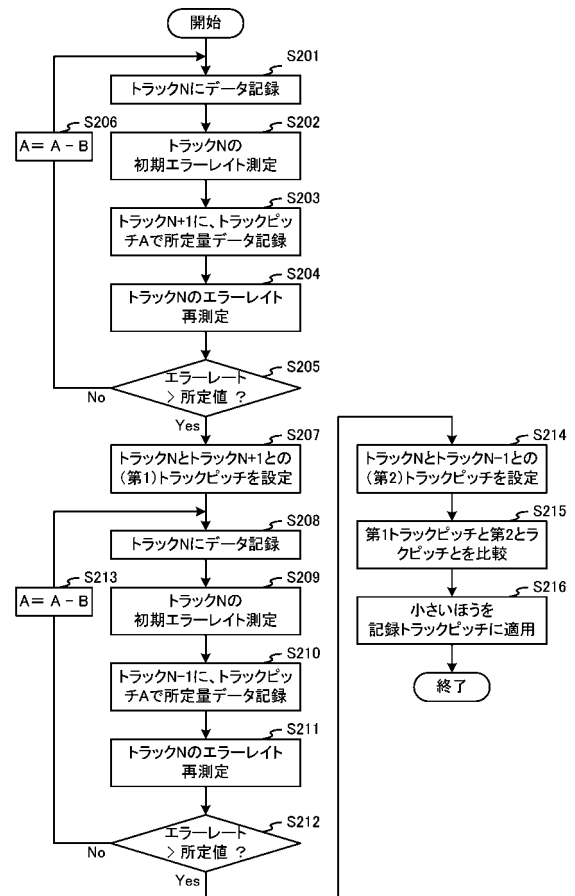 開始
S201
トラックNにデータ記録
S206
A= A - B
S202
トラックNの
初期エラーレイト測定
S203
トラックN+1に、トラックピッ
チAで所定量データ記録
S204
トラックNのエラーレイト
再測定
S205
エラーレート
> 所定値 ?
No
Yes
S207
トラックNとトラックN+1との
(第1)トラックピッチを設定
S208
トラックNにデータ記録
S213
A= A - B
S209
トラックNの
初期エラーレイト測定
S210
トラックN-1に、トラックピッ
チAで所定量データ記録
S211
トラックNのエラーレイト
再測定
S212
エラーレート
> 所定値 ?
No
Yes
S214
トラックNとトラックN-1との
(第2)トラックピッチを設定
S215
第1トラックピッチと第2とラ
クピッチとを比較
S216
小さいほうを
記録トラックピッチに適用
終了